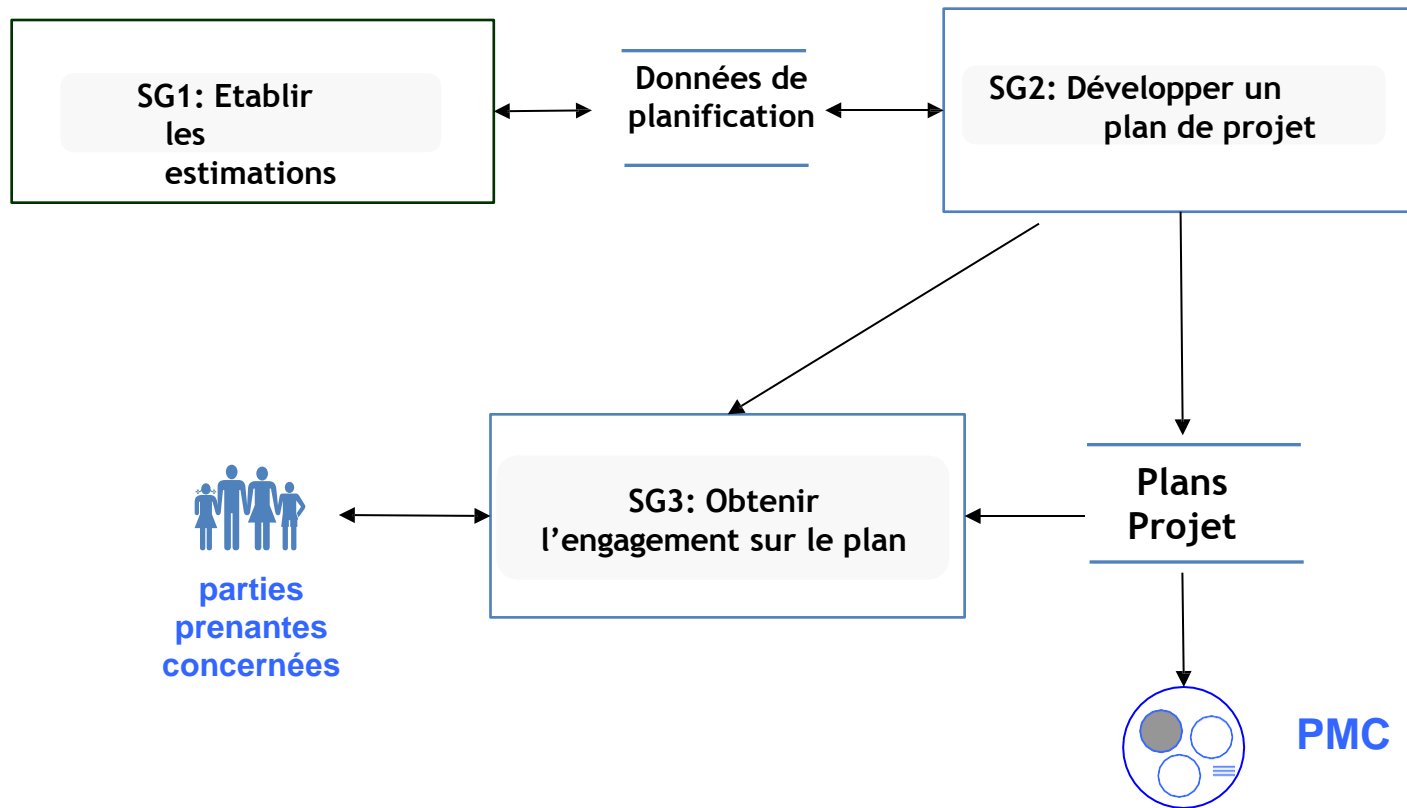 SG1: Etablir
les
estimations
Données de
planification
SG2: Développer un
plan de projet
SG3: Obtenir
l’engagement sur le plan
Plans
Projet
parties
prenantes
concernées
PMC